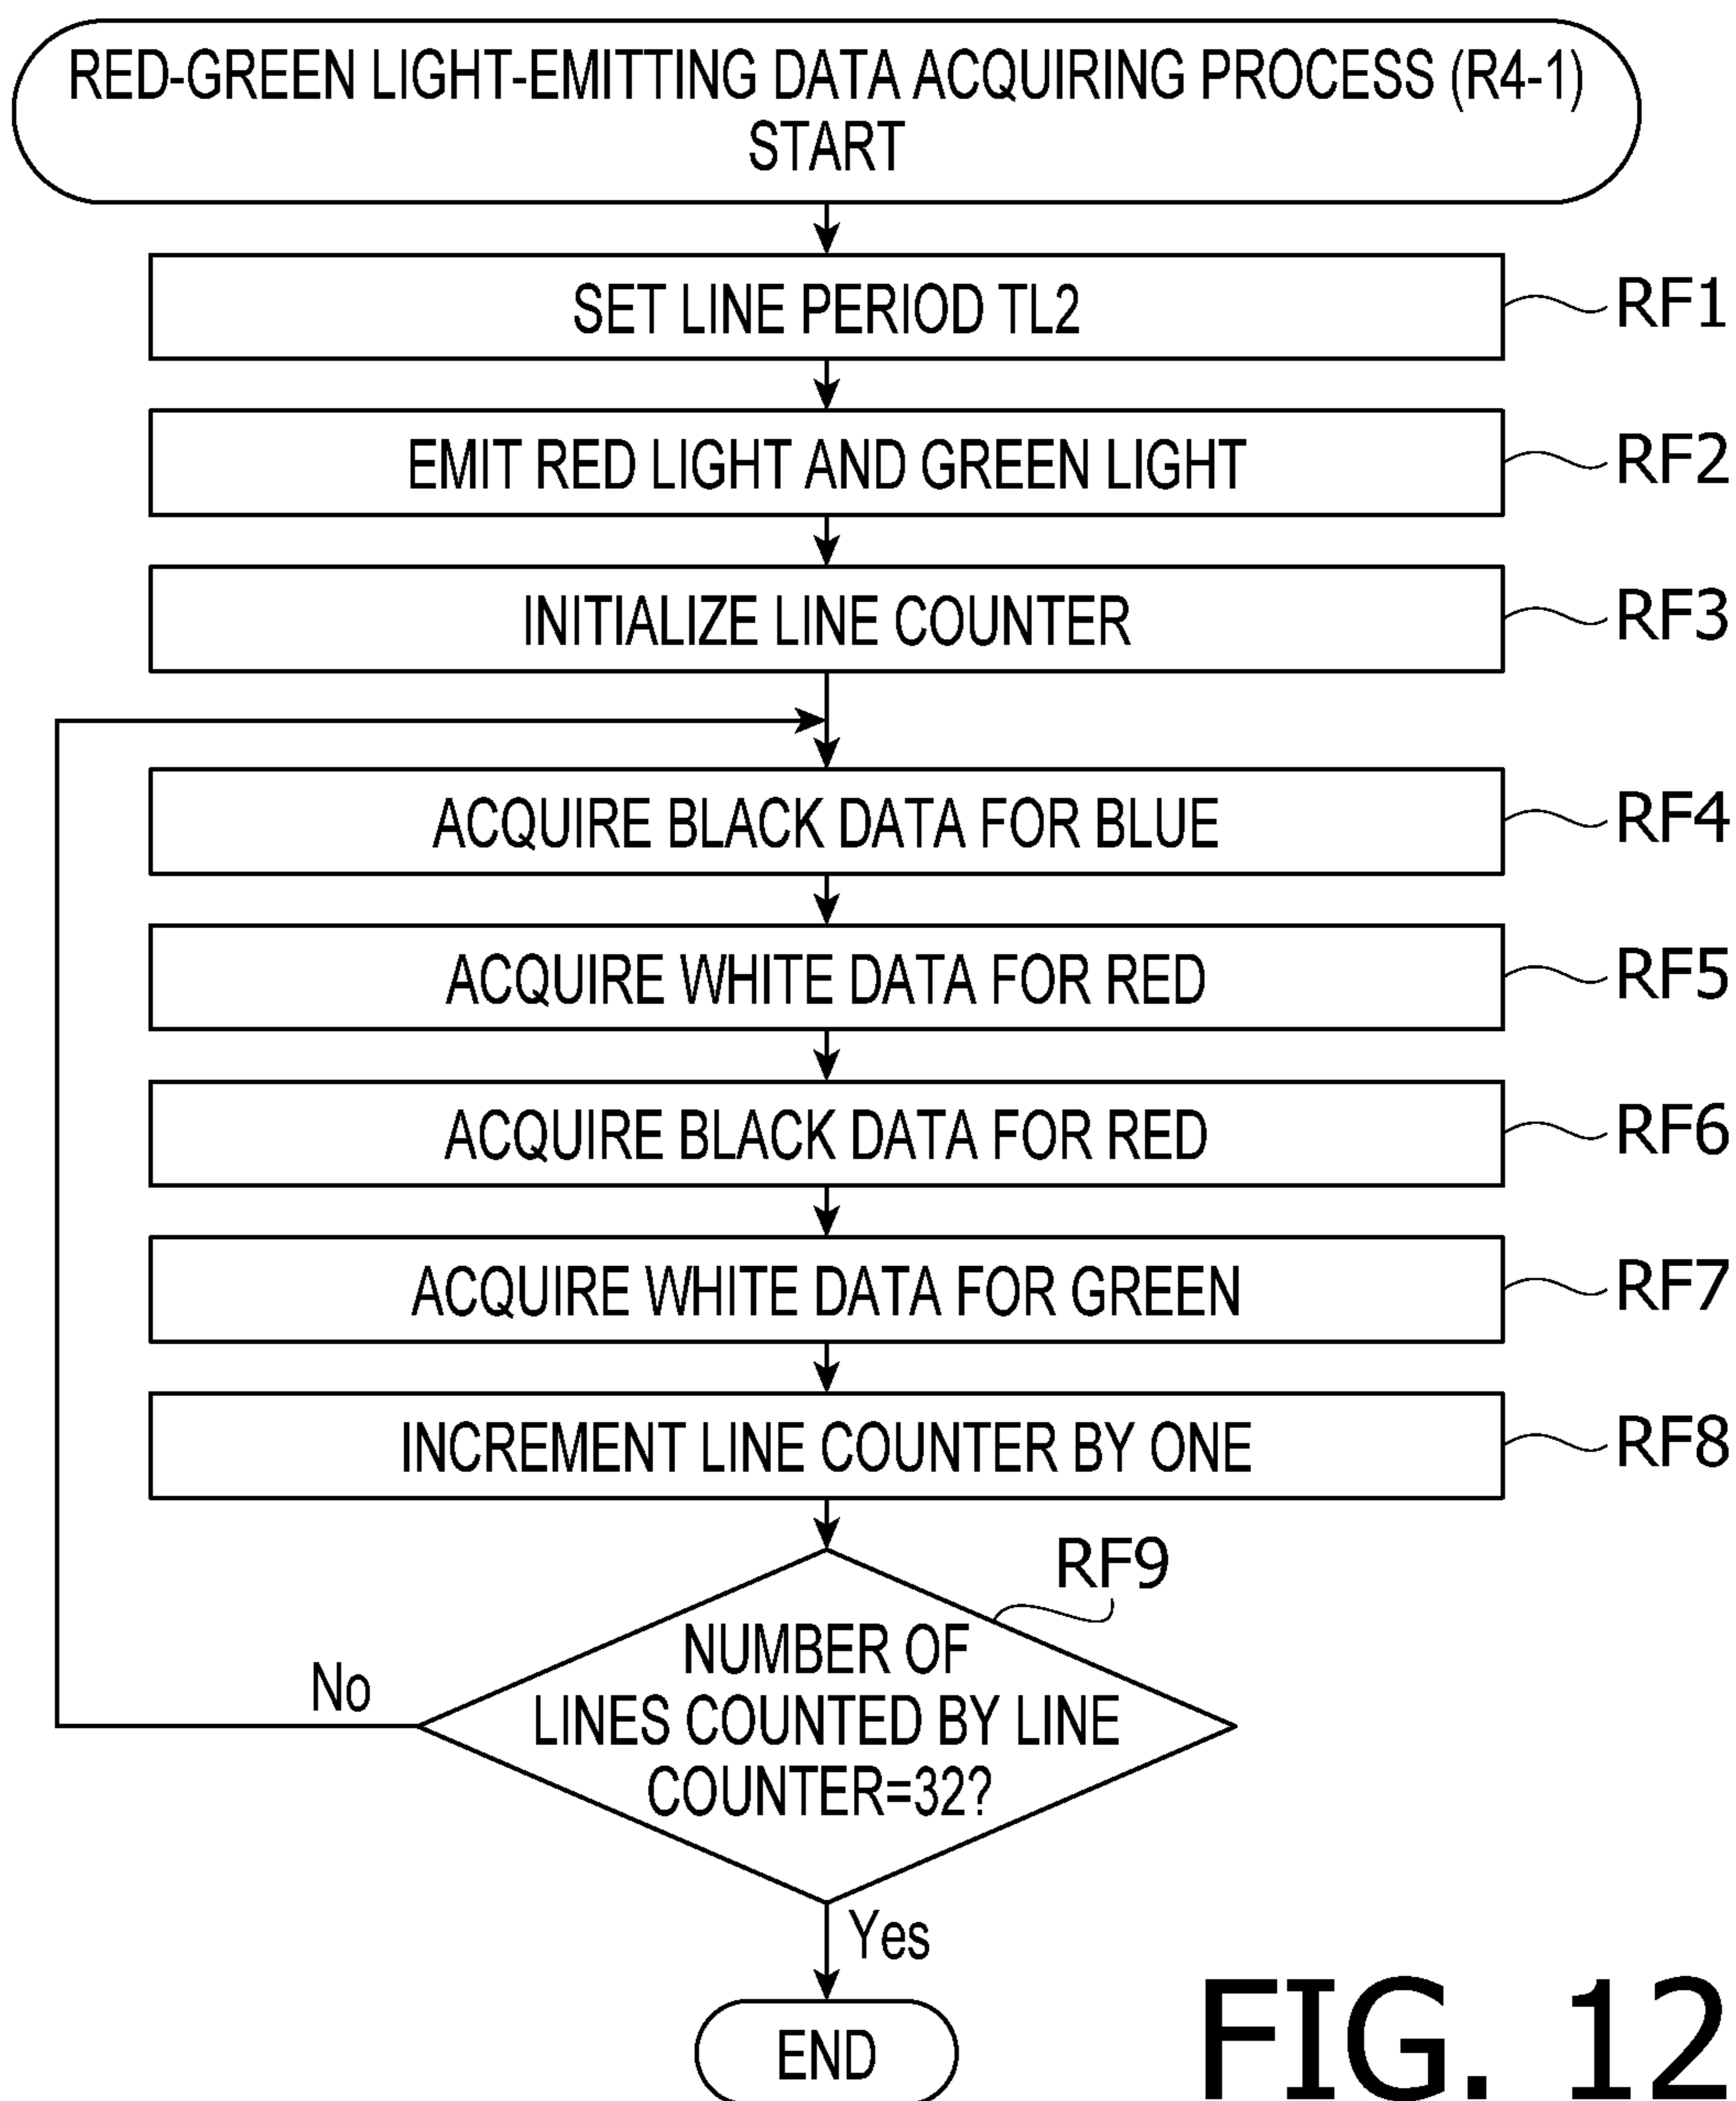 RED-GREEN LIGHT-EMITTING DATA ACQUIRING PROCESS (R4-1)
START
SET LINE PERIOD TL2
RF1
EMIT RED LIGHT AND GREEN LIGHT
RF2
INITIALIZE LINE COUNTER
RF3
ACQUIRE BLACK DATA FOR BLUE
RF4
ACQUIRE WHITE DATA FOR RED
RF5
ACQUIRE BLACK DATA FOR RED
RF6
ACQUIRE WHITE DATA FOR GREEN
RF7
INCREMENT LINE COUNTER BY ONE
RF8
RF9
NUMBER OF
LINES COUNTED BY LINE
COUNTER=32?
No
Yes
END
FIG. 12